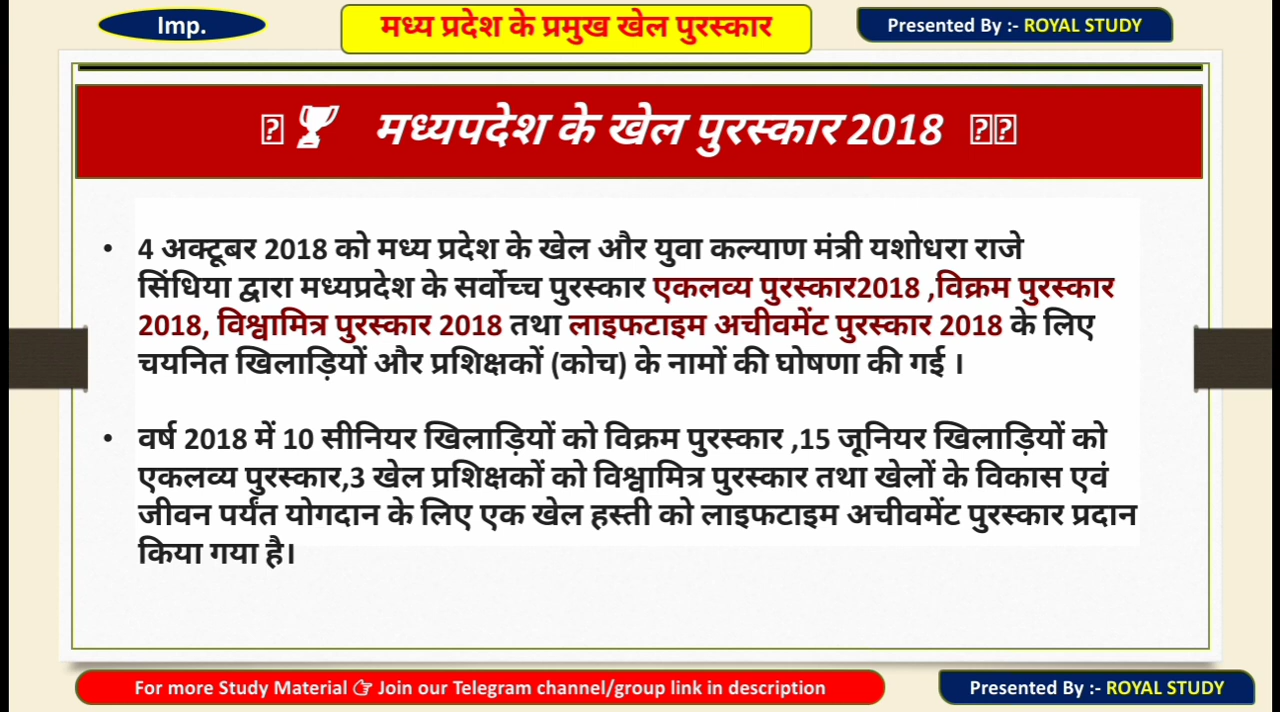 Imp.
मध्य प्रदेश के प्रमुख खेल पुरस्कार
Presented By :- ROYAL STUDY
मध्यपदेश के खेल पुरस्कार 2018
• 4 अक्टूबर 2018 को मध्य प्रदेश के खेल और युवा कल्याण मंत्री यशोधरा राजे
सिंधिया द्वारा मध्यप्रदेश के सर्वोच्च पुरस्कार एकलव्य पुरस्कार2018 ,विक्रम पुरस्कार
2018, विश्वामित्र पुरस्कार 2018 तथा लाइफटाइम अचीवमेंट पुरस्कार 2018 के लिए
चयनित खिलाड़ियों और प्रशिक्षकों (कोच) के नामों की घोषणा की गई ।
• वर्ष 2018 में 10 सीनियर खिलाड़ियों को विक्रम पुरस्कार ,15 जूनियर खिलाड़ियों को
एकलव्य पुरस्कार,3 खेल प्रशिक्षकों को विश्वामित्र पुरस्कार तथा खेलों के विकास एवं
जीवन पर्यंत योगदान के लिए एक खेल हस्ती को लाइफटाइम अचीवमेंट पुरस्कार प्रदान
किया गया है।
For more Study Material 👉 Join our Telegram channel/group link in description
Presented By :- ROYAL STUDY